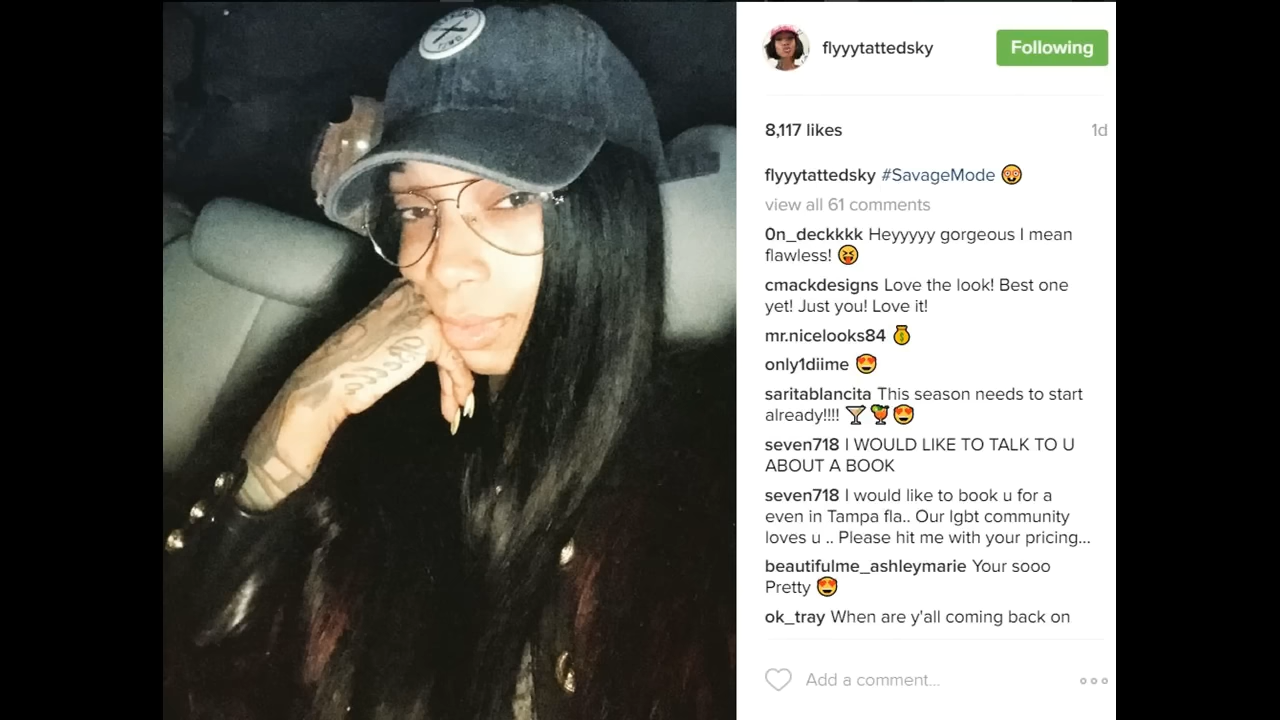 Bella
flyyytattedsky
Following
8,117 likes
1d
flyyytattedsky #SavageMode
view all 61 comments
0n_deckkkk Heyyyyy gorgeous I mean
flawless!
cmackdesigns Love the look! Best one
yet! Just you! Love it!
mr.nicelooks84
only1diime
saritablancita This season needs to start
already!!!!
seven718 I WOULD LIKE TO TALK TO U
ABOUT A BOOK
seven718 I would like to book u for a
even in Tampa fla.. Our lgbt community
loves u .. Please hit me with your pricing...
beautifulme_ashleymarie Your sooo
Pretty
ok_tray When are y'all coming back on
Add a comment...